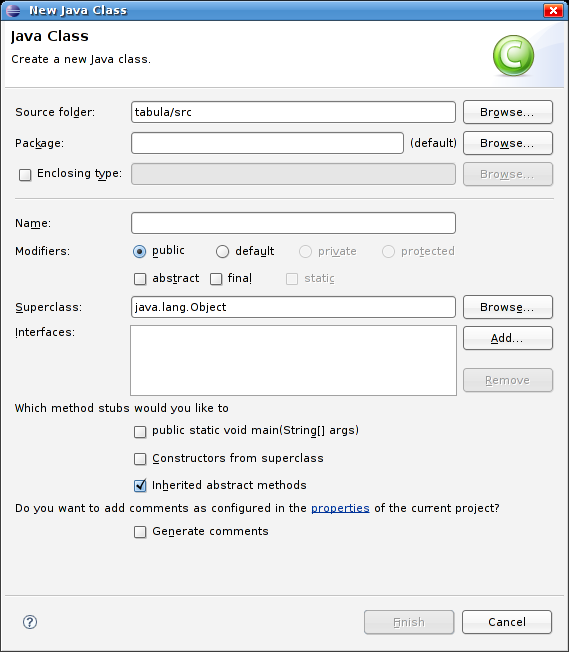 New Java Class
Java Class
Create a new Java class.
C
Source folder: tabula/src Browse...
Package: (default) Browse...
Enclosing type: Browse...
Name:
Modifiers: public default private protected
abstract final static
Superclass: java.lang.Object Browse...
Interfaces: Add...
Remove
Which method stubs would you like to
public static void main(String[] args)
Constructors from superclass
Inherited abstract methods
Do you want to add comments as configured in the properties of the current project?
Generate comments
? Finish Cancel